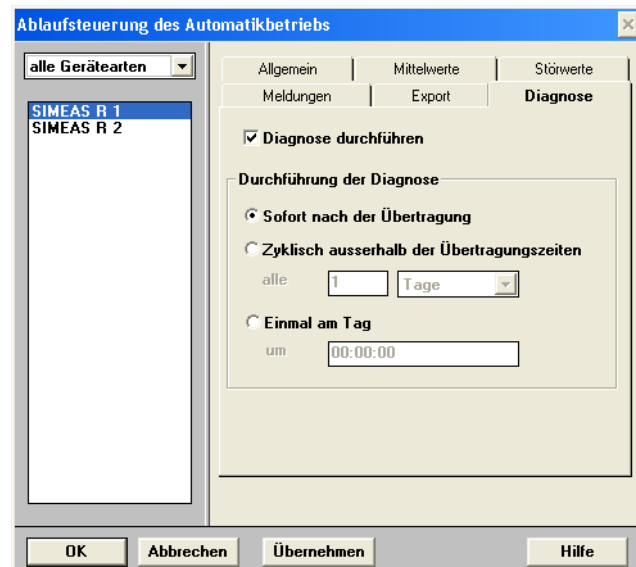 Ablaufsteuerung des Automatikbetriebs
alle Gerätearten
SIMEAS R 1
SIMEAS R 2
Allgemein Mittelwerte Störwerte
Meldungen Export Diagnose
Diagnose durchführen
Durchführung der Diagnose
Sofort nach der Übertragung
Zyklisch ausserhalb der Übertragungszeiten
alle 1 Tage
Einmal am Tag
um 00:00:00
OK Abbrechen Übernehmen Hilfe